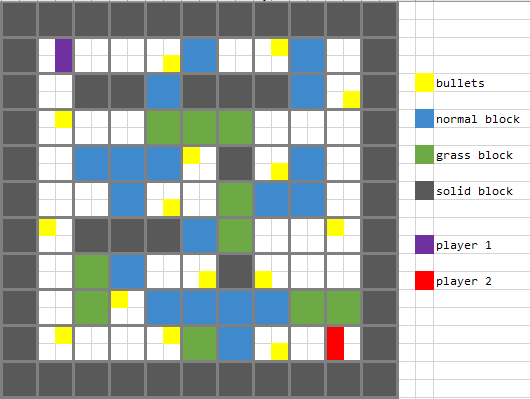 bullets
normal block
grass block
solid block
player 1
player 2